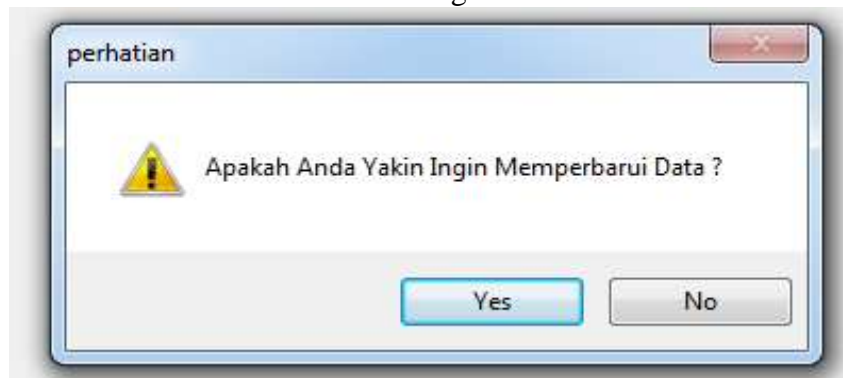 perhatian
Apakah Anda Yakin Ingin Memperbarui Data ?
Yes
No